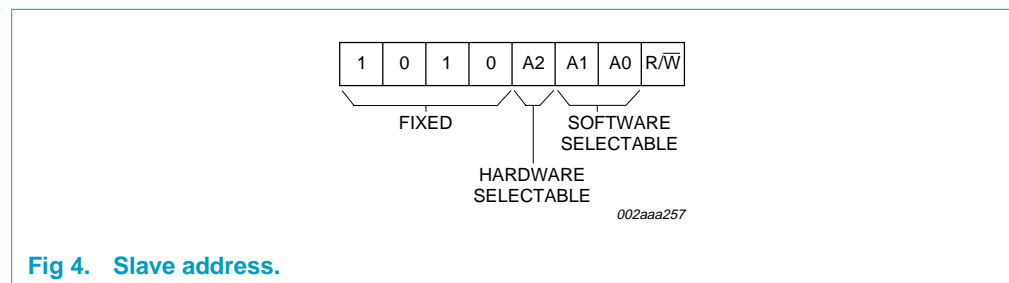 1 0 1 0 A2 A1 A0 R/W̅
FIXED
SOFTWARE
SELECTABLE
HARDWARE
SELECTABLE
002aaa257
Fig 4. Slave address.